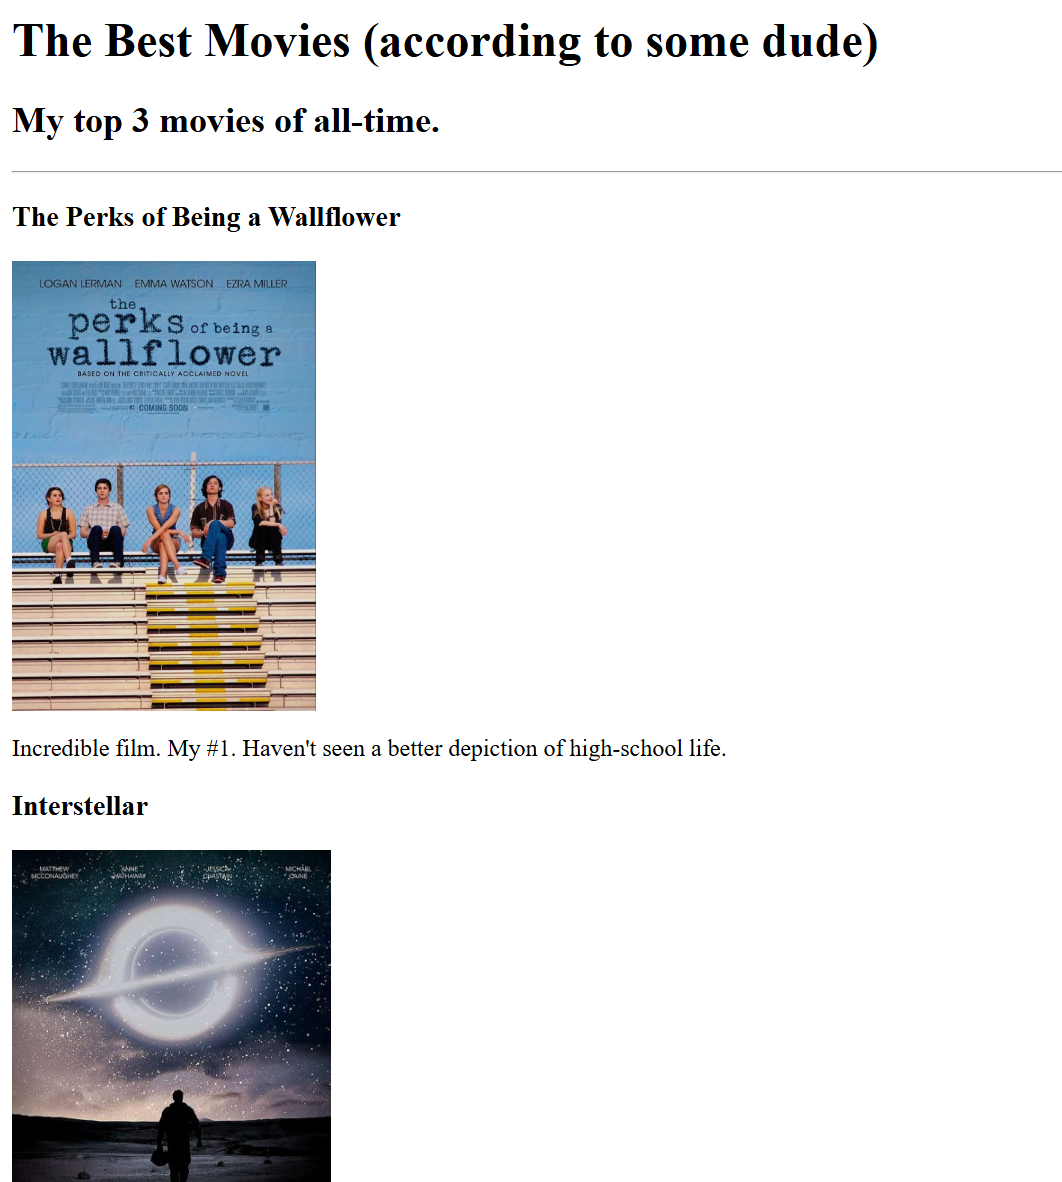 The Best Movies (according to some dude)
My top 3 movies of all-time.
The Perks of Being a Wallflower
LOGAN LERMAN EMMA WATSON EZRA MILLER
the
perks of being a
wallflower
BASED ON THE CRITICALLY ACCLAIMED NOVEL
COMING SOON
Incredible film. My #1. Haven't seen a better depiction of high-school life.
Interstellar
MATTHEW ANNE JESSICA MICHAEL
MCCONAUGHEY HATHAWAY CHASTAIN CAINE